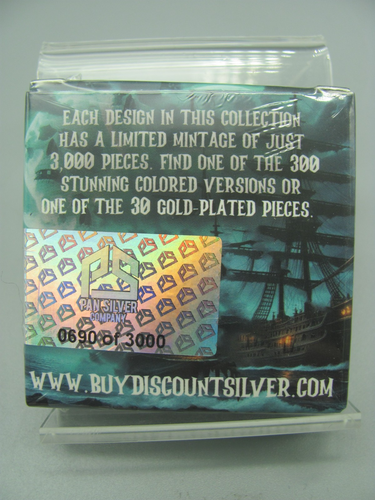 EACH DESIGN IN THIS COLLECTION
HAS A LIMITED MINTAGE OF JUST
3,000 PIECES. FIND ONE OF THE 300
STUNNING COLORED VERSIONS OR
ONE OF THE 30 GOLD-PLATED PIECES.
PS
PAN SILVER
COMPANY
0690 of 3000
WWW.BUYDISCOUNTSILVER.COM